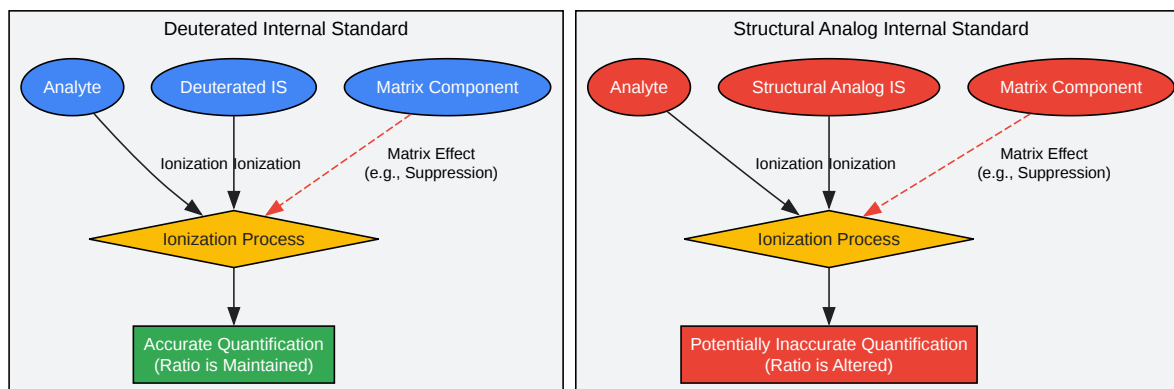 Deuterated Internal Standard
Analyte
Deuterated IS
Matrix Component
Ionization
Ionization
Matrix Effect
(e.g., Suppression)
Ionization Process
Accurate Quantification
(Ratio is Maintained)
Structural Analog Internal Standard
Analyte
Structural Analog IS
Matrix Component
Ionization
Ionization
Matrix Effect
(e.g., Suppression)
Ionization Process
Potentially Inaccurate Quantification
(Ratio is Altered)